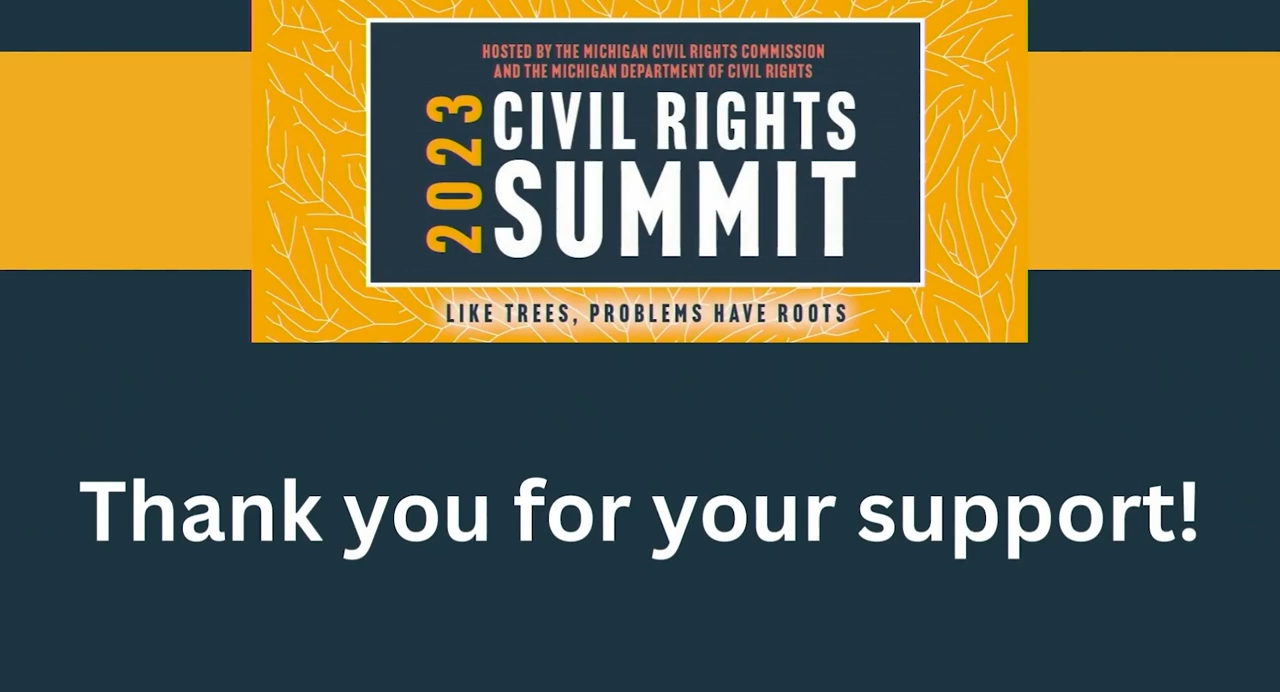 HOSTED BY THE MICHIGAN CIVIL RIGHTS COMMISSION
AND THE MICHIGAN DEPARTMENT OF CIVIL RIGHTS
2023
CIVIL RIGHTS
SUMMIT
LIKE TREES, PROBLEMS HAVE ROOTS
Thank you for your support!